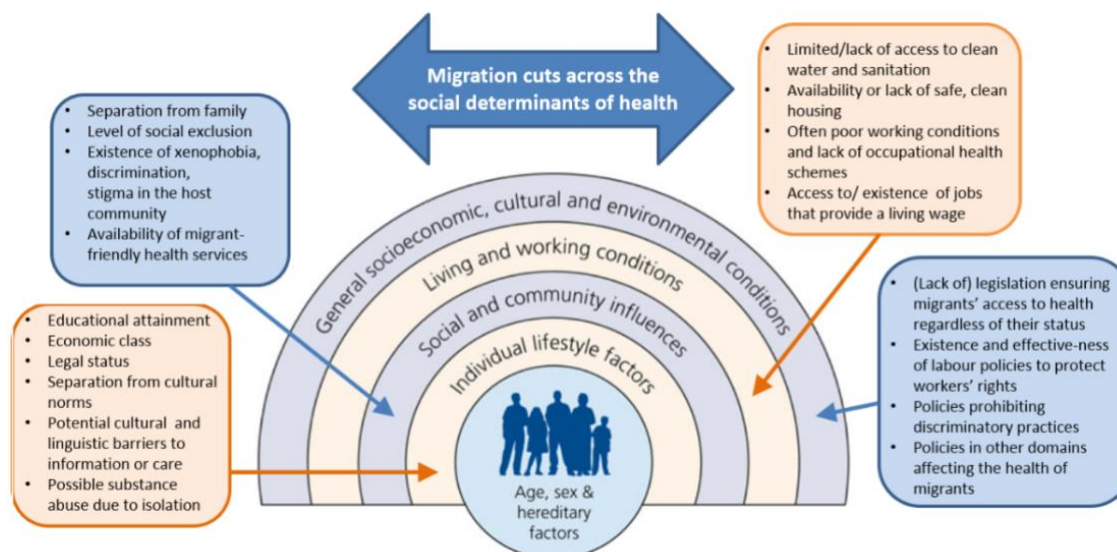 Migration cuts across the
social determinants of health
• Separation from family
• Level of social exclusion
• Existence of xenophobia,
discrimination,
stigma in the host
community
• Availability of migrant-
friendly health services
• Limited/lack of access to clean
water and sanitation
• Availability or lack of safe, clean
housing
• Often poor working conditions
and lack of occupational health
schemes
• Access to/ existence of jobs
that provide a living wage
• Educational attainment
• Economic class
• Legal status
• Separation from cultural
norms
• Potential cultural and
linguistic barriers to
information or care
• Possible substance
abuse due to isolation
• (Lack of) legislation ensuring
migrants' access to health
regardless of their status
• Existence and effective-ness
of labour policies to protect
workers' rights
• Policies prohibiting
discriminatory practices
• Policies in other domains
affecting the health of
migrants
General socioeconomic, cultural and environmental conditions
Living and working conditions
Social and community influences
Individual lifestyle factors
Age, sex &
hereditary
factors